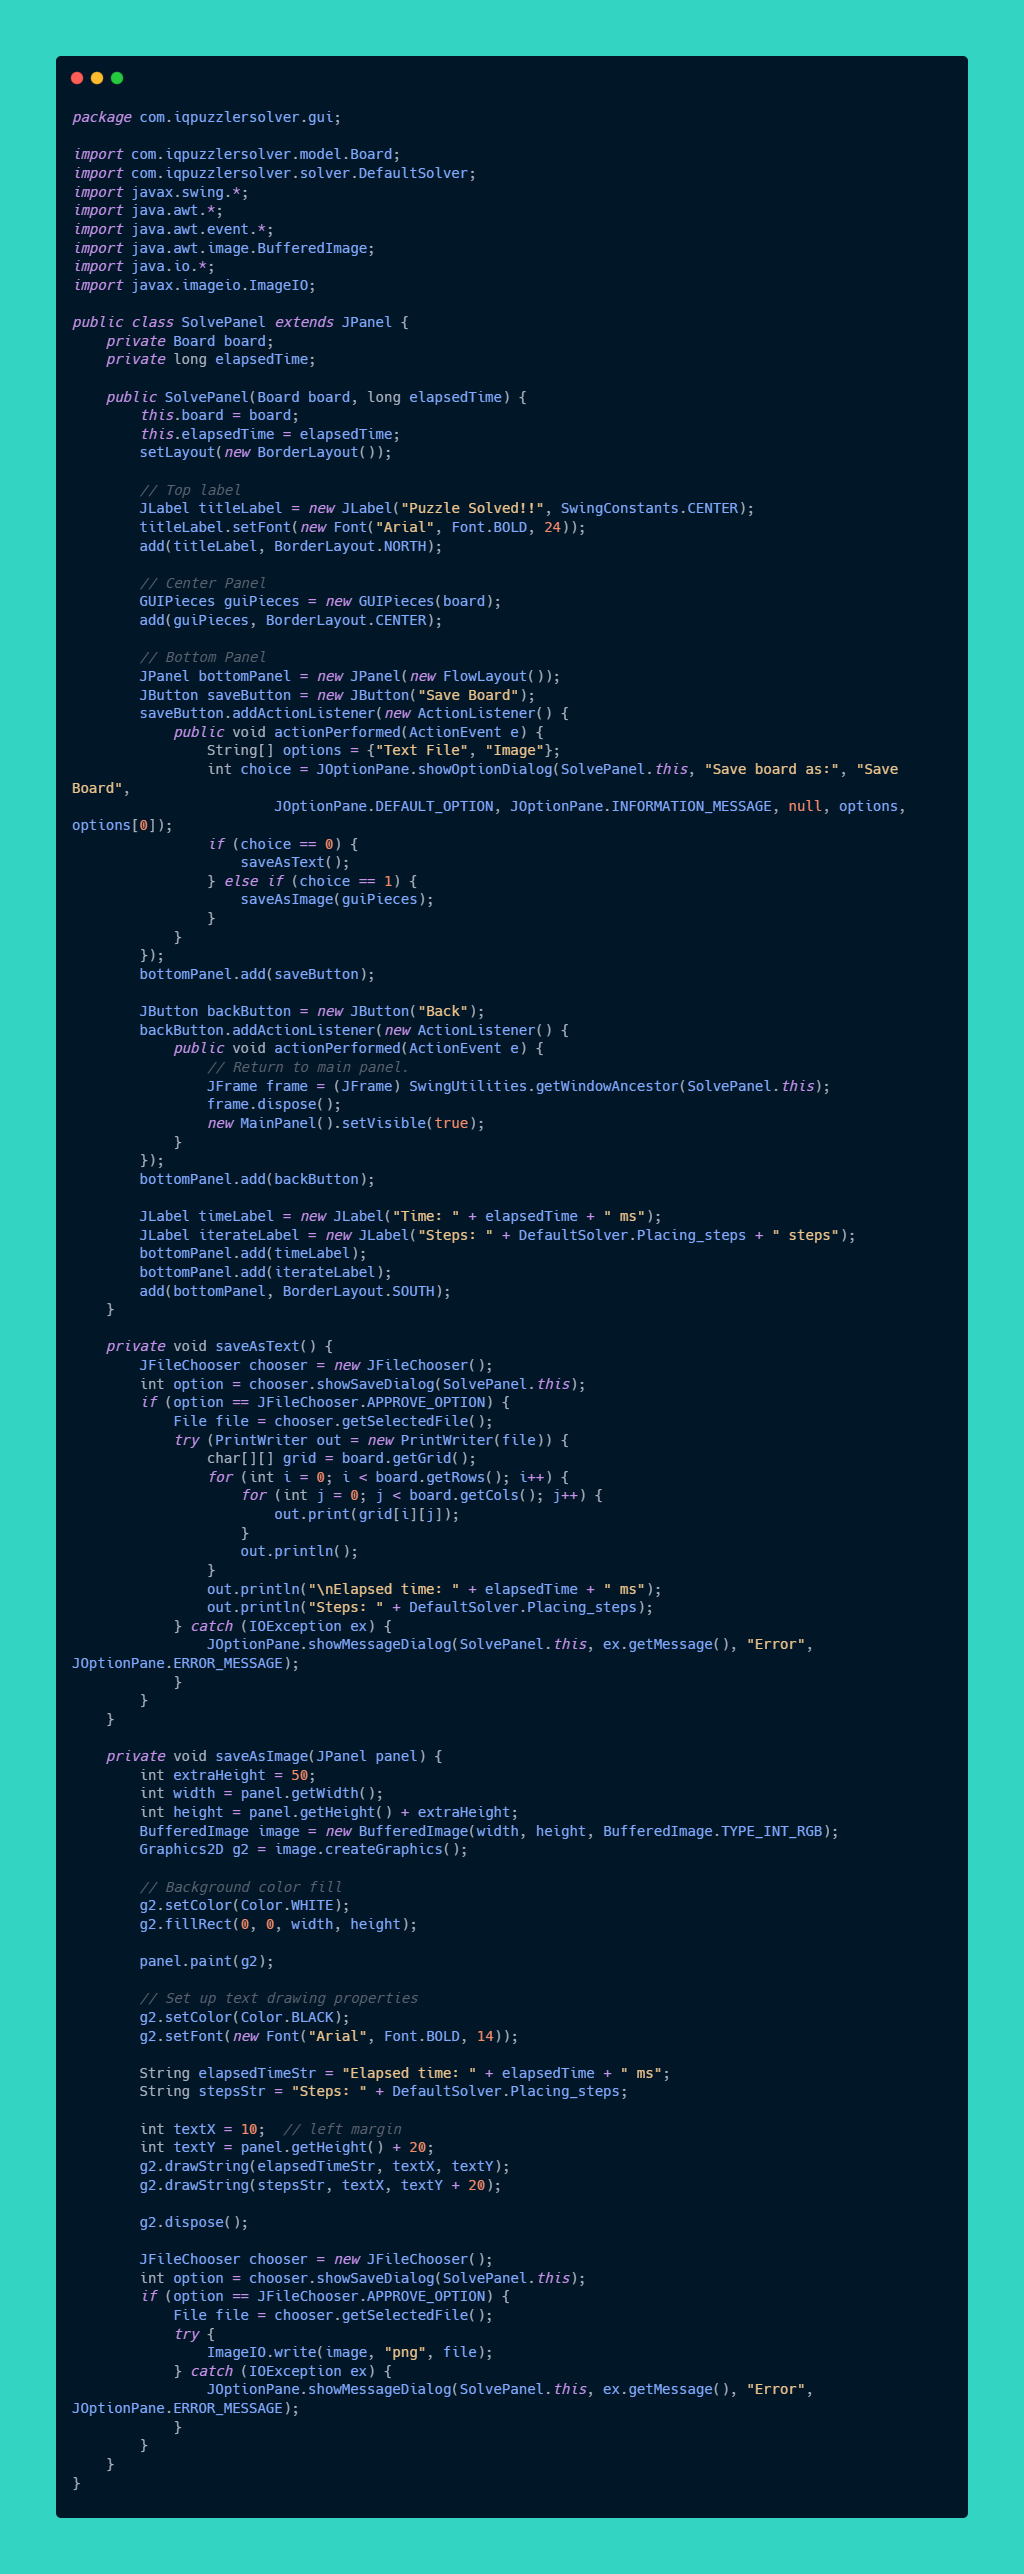 package com.iqpuzzlersolver.gui;

import com.iqpuzzlersolver.model.Board;
import com.iqpuzzlersolver.solver.DefaultSolver;
import javax.swing.*;
import java.awt.*;
import java.awt.event.*;
import java.awt.image.BufferedImage;
import java.io.*;
import javax.imageio.ImageIO;

public class SolvePanel extends JPanel {
    private Board board;
    private long elapsedTime;

    public SolvePanel(Board board, long elapsedTime) {
        this.board = board;
        this.elapsedTime = elapsedTime;
        setLayout(new BorderLayout());

        // Top label
        JLabel titleLabel = new JLabel("Puzzle Solved!!", SwingConstants.CENTER);
        titleLabel.setFont(new Font("Arial", Font.BOLD, 24));
        add(titleLabel, BorderLayout.NORTH);

        // Center Panel
        GUIPieces guiPieces = new GUIPieces(board);
        add(guiPieces, BorderLayout.CENTER);

        // Bottom Panel
        JPanel bottomPanel = new JPanel(new FlowLayout());
        JButton saveButton = new JButton("Save Board");
        saveButton.addActionListener(new ActionListener() {
            public void actionPerformed(ActionEvent e) {
                String[] options = {"Text File", "Image"};
                int choice = JOptionPane.showOptionDialog(SolvePanel.this, "Save board as:", "Save
Board",
                        JOptionPane.DEFAULT_OPTION, JOptionPane.INFORMATION_MESSAGE, null, options,
options[0]);
                if (choice == 0) {
                    saveAsText();
                } else if (choice == 1) {
                    saveAsImage(guiPieces);
                }
            }
        });
        bottomPanel.add(saveButton);

        JButton backButton = new JButton("Back");
        backButton.addActionListener(new ActionListener() {
            public void actionPerformed(ActionEvent e) {
                // Return to main panel.
                JFrame frame = (JFrame) SwingUtilities.getWindowAncestor(SolvePanel.this);
                frame.dispose();
                new MainPanel().setVisible(true);
            }
        });
        bottomPanel.add(backButton);

        JLabel timeLabel = new JLabel("Time: " + elapsedTime + " ms");
        JLabel iterateLabel = new JLabel("Steps: " + DefaultSolver.Placing_steps + " steps");
        bottomPanel.add(timeLabel);
        bottomPanel.add(iterateLabel);
        add(bottomPanel, BorderLayout.SOUTH);
    }

    private void saveAsText() {
        JFileChooser chooser = new JFileChooser();
        int option = chooser.showSaveDialog(SolvePanel.this);
        if (option == JFileChooser.APPROVE_OPTION) {
            File file = chooser.getSelectedFile();
            try (PrintWriter out = new PrintWriter(file)) {
                char[][] grid = board.getGrid();
                for (int i = 0; i < board.getRows(); i++) {
                    for (int j = 0; j < board.getCols(); j++) {
                        out.print(grid[i][j]);
                    }
                    out.println();
                }
                out.println("\nElapsed time: " + elapsedTime + " ms");
                out.println("Steps: " + DefaultSolver.Placing_steps);
            } catch (IOException ex) {
                JOptionPane.showMessageDialog(SolvePanel.this, ex.getMessage(), "Error",
JOptionPane.ERROR_MESSAGE);
            }
        }
    }

    private void saveAsImage(JPanel panel) {
        int extraHeight = 50;
        int width = panel.getWidth();
        int height = panel.getHeight() + extraHeight;
        BufferedImage image = new BufferedImage(width, height, BufferedImage.TYPE_INT_RGB);
        Graphics2D g2 = image.createGraphics();

        // Background color fill
        g2.setColor(Color.WHITE);
        g2.fillRect(0, 0, width, height);

        panel.paint(g2);

        // Set up text drawing properties
        g2.setColor(Color.BLACK);
        g2.setFont(new Font("Arial", Font.BOLD, 14));

        String elapsedTimeStr = "Elapsed time: " + elapsedTime + " ms";
        String stepsStr = "Steps: " + DefaultSolver.Placing_steps;

        int textX = 10;  // left margin
        int textY = panel.getHeight() + 20;
        g2.drawString(elapsedTimeStr, textX, textY);
        g2.drawString(stepsStr, textX, textY + 20);

        g2.dispose();

        JFileChooser chooser = new JFileChooser();
        int option = chooser.showSaveDialog(SolvePanel.this);
        if (option == JFileChooser.APPROVE_OPTION) {
            File file = chooser.getSelectedFile();
            try {
                ImageIO.write(image, "png", file);
            } catch (IOException ex) {
                JOptionPane.showMessageDialog(SolvePanel.this, ex.getMessage(), "Error",
JOptionPane.ERROR_MESSAGE);
            }
        }
    }
}